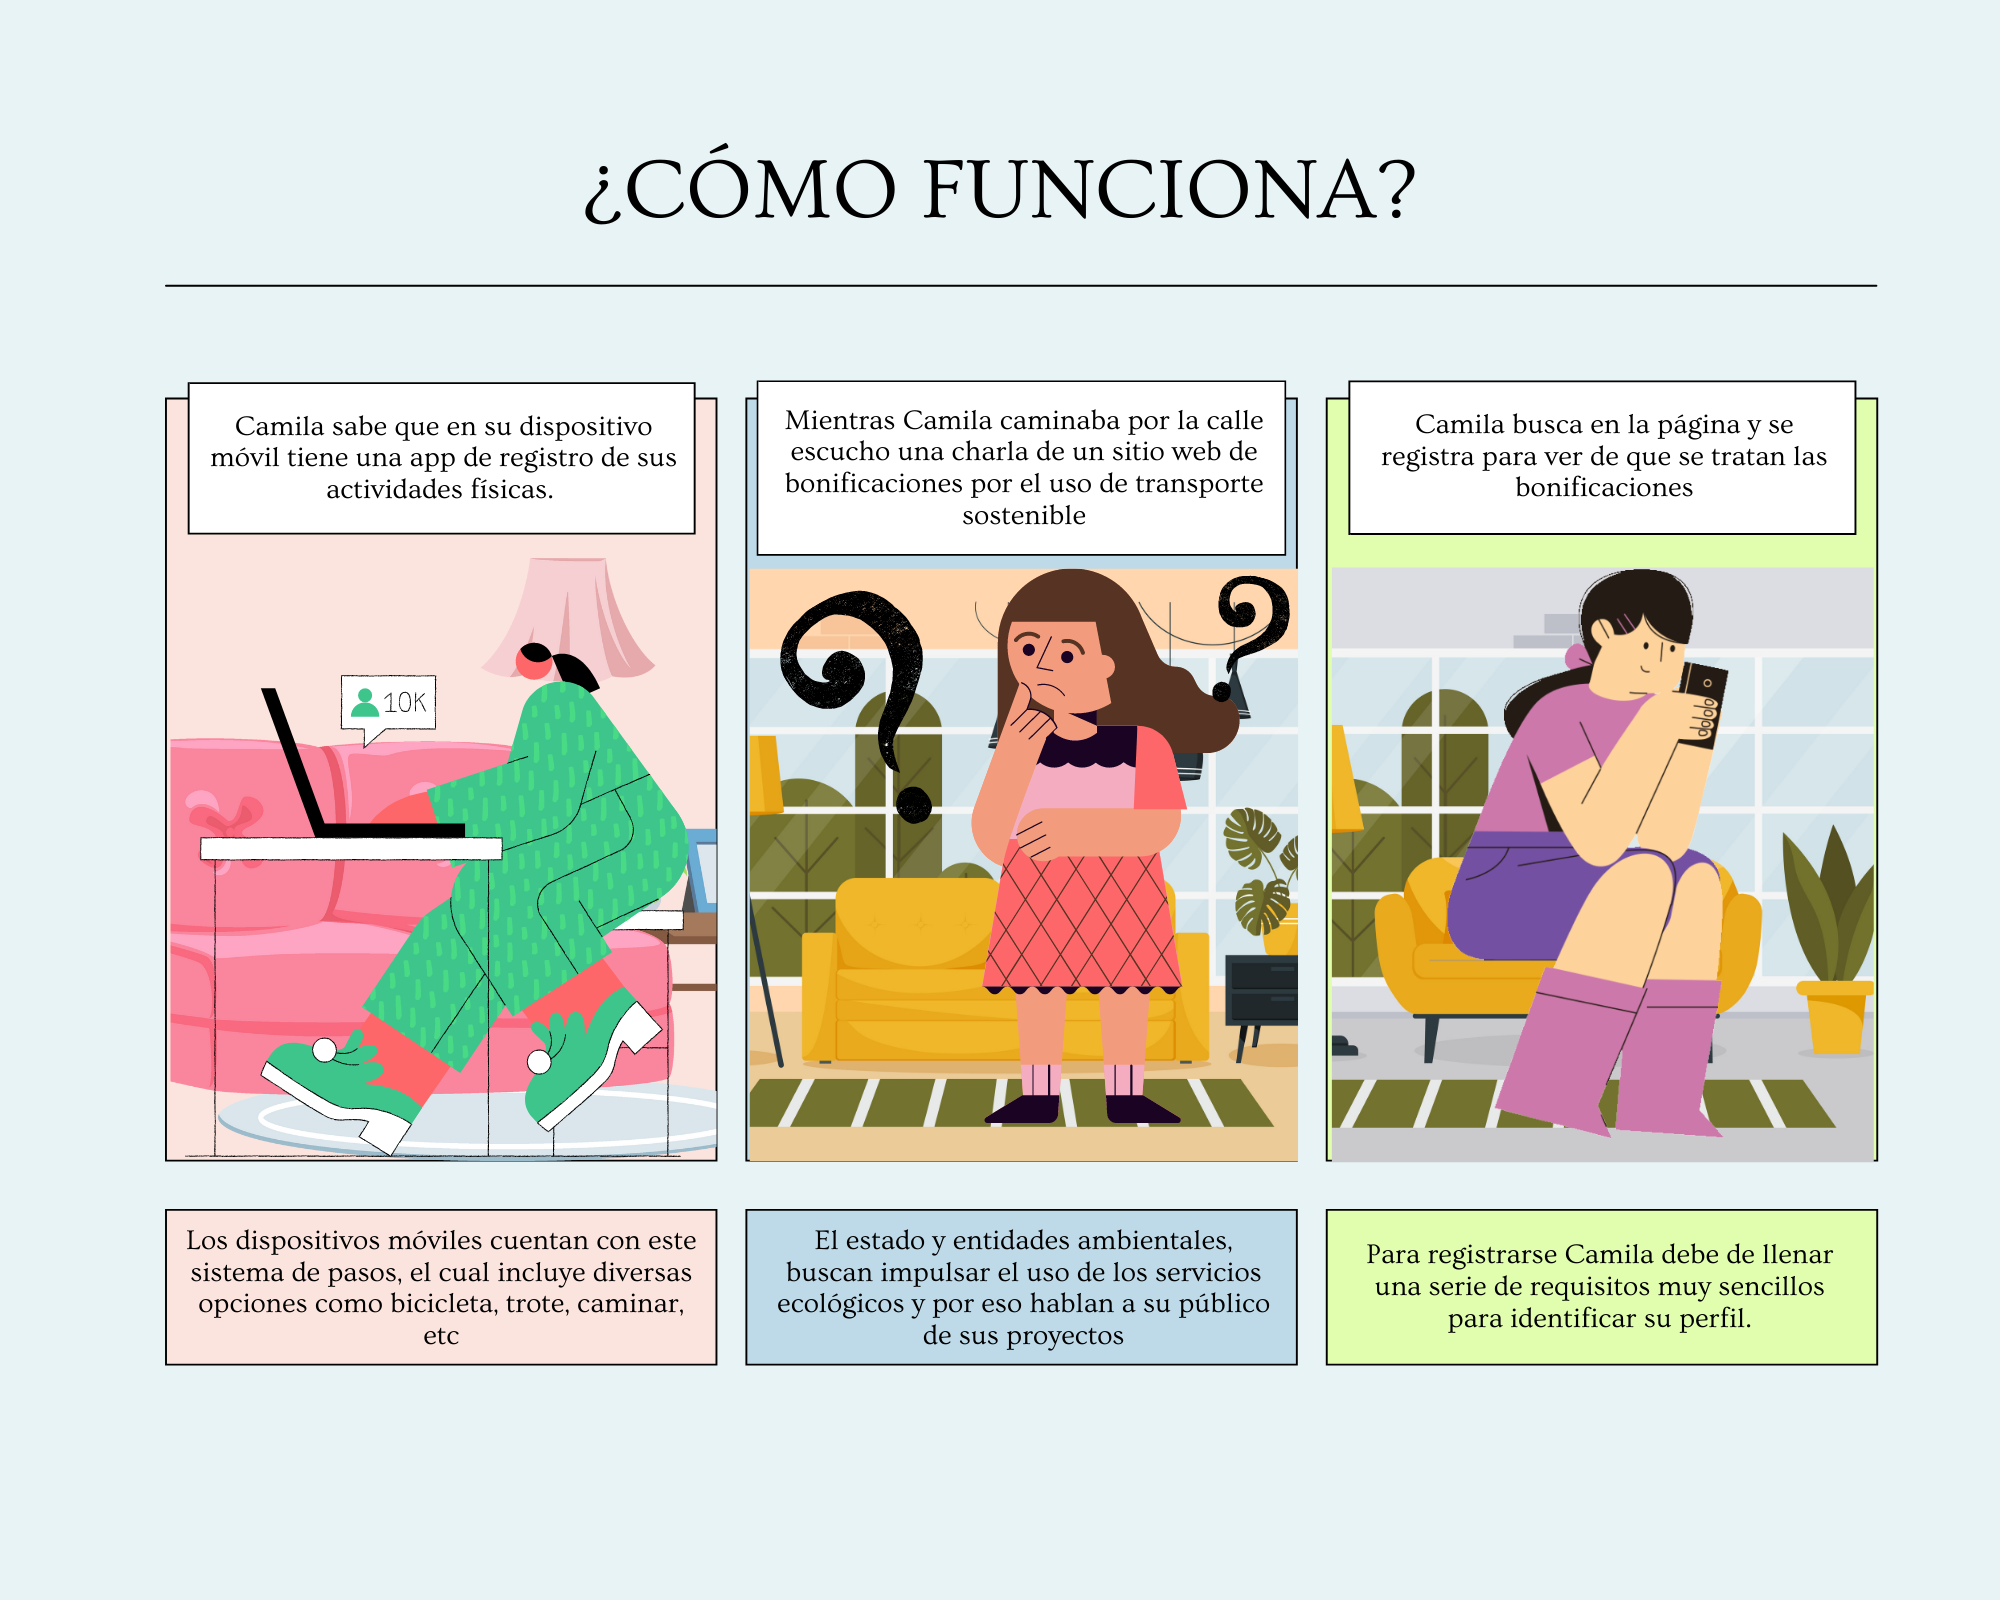 ¿CÓMO FUNCIONA?
Camila sabe que en su dispositivo
móvil tiene una app de registro de sus
actividades físicas.
Mientras Camila caminaba por la calle
escucho una charla de un sitio web de
bonificaciones por el uso de transporte
sostenible
Camila busca en la página y se
registra para ver de que se tratan las
bonificaciones
10K
Los dispositivos móviles cuentan con este
sistema de pasos, el cual incluye diversas
opciones como bicicleta, trote, caminar,
etc
El estado y entidades ambientales,
buscan impulsar el uso de los servicios
ecológicos y por eso hablan a su público
de sus proyectos
Para registrarse Camila debe de llenar
una serie de requisitos muy sencillos
para identificar su perfil.